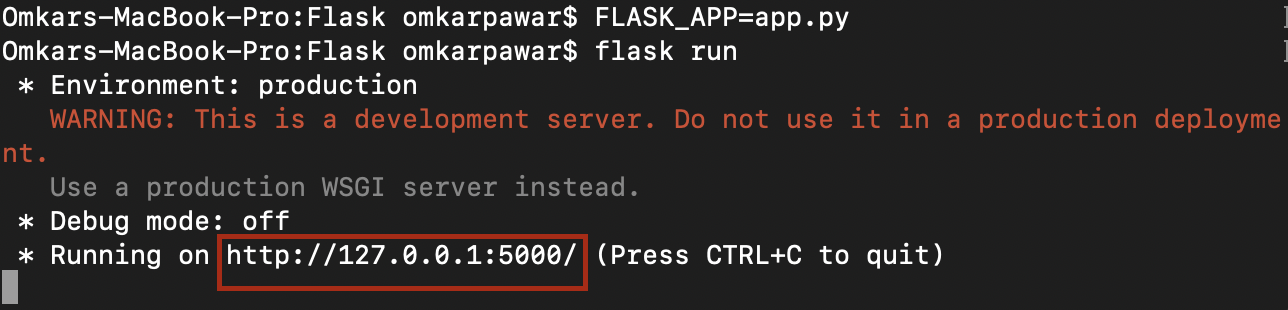 Omkars-MacBook-Pro:Flask omkarpawar$ FLASK_APP=app.py
Omkars-MacBook-Pro:Flask omkarpawar$ flask run
 * Environment: production
   WARNING: This is a development server. Do not use it in a production deployme
nt.
   Use a production WSGI server instead.
 * Debug mode: off
 * Running on http://127.0.0.1:5000/ (Press CTRL+C to quit)